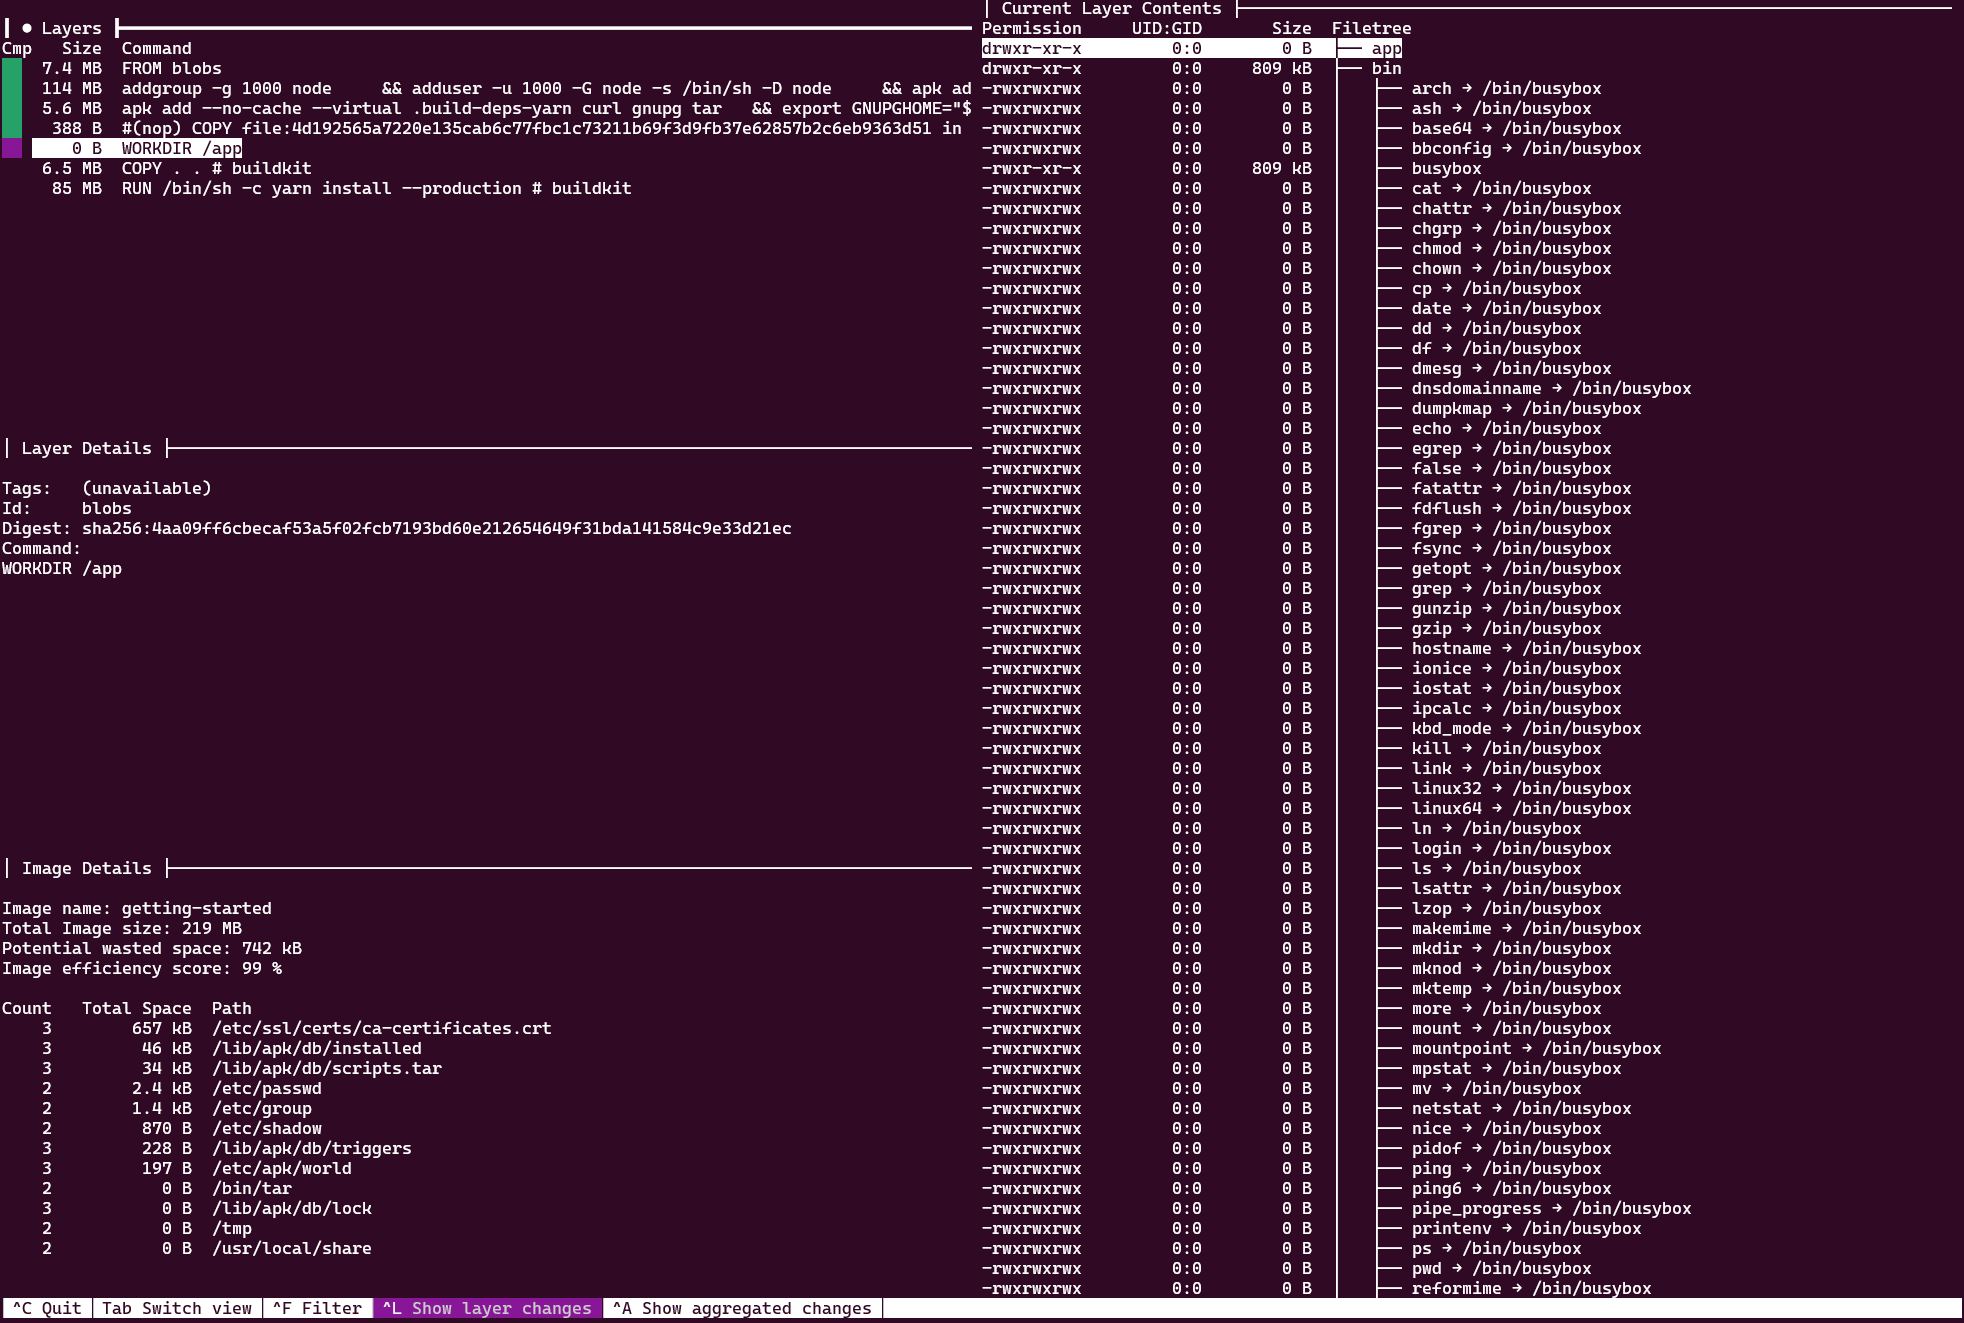 ● Layers
Cmp Size Command
7.4 MB FROM blobs
114 MB addgroup -g 1000 node && adduser -u 1000 -G node -s /bin/sh -D node && apk ad
5.6 MB apk add --no-cache --virtual .build-deps-yarn curl gnupg tar && export GNUPGHOME="$
388 B #(nop) COPY file:4d192565a7220e135cab6c77fbc1c73211b69f3d9fb37e62857b2c6eb9363d51 in
0 B WORKDIR /app
6.5 MB COPY . . # buildkit
85 MB RUN /bin/sh -c yarn install --production # buildkit
Layer Details
Tags: (unavailable)
Id: blobs
Digest: sha256:4aa09ff6cbecaf53a5f02fcb7193bd60e212654649f31bda141584c9e33d21ec
Command:
WORKDIR /app
Image Details
Image name: getting-started
Total Image size: 219 MB
Potential wasted space: 742 kB
Image efficiency score: 99 %
Count Total Space Path
3 657 kB /etc/ssl/certs/ca-certificates.crt
3 46 kB /lib/apk/db/installed
3 34 kB /lib/apk/db/scripts.tar
2 2.4 kB /etc/passwd
2 1.4 kB /etc/group
2 870 B /etc/shadow
3 228 B /lib/apk/db/triggers
3 197 B /etc/apk/world
2 0 B /bin/tar
3 0 B /lib/apk/db/lock
2 0 B /tmp
2 0 B /usr/local/share
Current Layer Contents
Permission UID:GID Size Filetree
drwxr-xr-x 0:0 0 B ├── app
drwxr-xr-x 0:0 809 kB ├── bin
-rwxrwxrwx 0:0 0 B │ ├── arch → /bin/busybox
-rwxrwxrwx 0:0 0 B │ ├── ash → /bin/busybox
-rwxrwxrwx 0:0 0 B │ ├── base64 → /bin/busybox
-rwxrwxrwx 0:0 0 B │ ├── bbconfig → /bin/busybox
-rwxr-xr-x 0:0 809 kB │ ├── busybox
-rwxrwxrwx 0:0 0 B │ ├── cat → /bin/busybox
-rwxrwxrwx 0:0 0 B │ ├── chattr → /bin/busybox
-rwxrwxrwx 0:0 0 B │ ├── chgrp → /bin/busybox
-rwxrwxrwx 0:0 0 B │ ├── chmod → /bin/busybox
-rwxrwxrwx 0:0 0 B │ ├── chown → /bin/busybox
-rwxrwxrwx 0:0 0 B │ ├── cp → /bin/busybox
-rwxrwxrwx 0:0 0 B │ ├── date → /bin/busybox
-rwxrwxrwx 0:0 0 B │ ├── dd → /bin/busybox
-rwxrwxrwx 0:0 0 B │ ├── df → /bin/busybox
-rwxrwxrwx 0:0 0 B │ ├── dmesg → /bin/busybox
-rwxrwxrwx 0:0 0 B │ ├── dnsdomainname → /bin/busybox
-rwxrwxrwx 0:0 0 B │ ├── dumpkmap → /bin/busybox
-rwxrwxrwx 0:0 0 B │ ├── echo → /bin/busybox
-rwxrwxrwx 0:0 0 B │ ├── egrep → /bin/busybox
-rwxrwxrwx 0:0 0 B │ ├── false → /bin/busybox
-rwxrwxrwx 0:0 0 B │ ├── fatattr → /bin/busybox
-rwxrwxrwx 0:0 0 B │ ├── fdflush → /bin/busybox
-rwxrwxrwx 0:0 0 B │ ├── fgrep → /bin/busybox
-rwxrwxrwx 0:0 0 B │ ├── fsync → /bin/busybox
-rwxrwxrwx 0:0 0 B │ ├── getopt → /bin/busybox
-rwxrwxrwx 0:0 0 B │ ├── grep → /bin/busybox
-rwxrwxrwx 0:0 0 B │ ├── gunzip → /bin/busybox
-rwxrwxrwx 0:0 0 B │ ├── gzip → /bin/busybox
-rwxrwxrwx 0:0 0 B │ ├── hostname → /bin/busybox
-rwxrwxrwx 0:0 0 B │ ├── ionice → /bin/busybox
-rwxrwxrwx 0:0 0 B │ ├── iostat → /bin/busybox
-rwxrwxrwx 0:0 0 B │ ├── ipcalc → /bin/busybox
-rwxrwxrwx 0:0 0 B │ ├── kbd_mode → /bin/busybox
-rwxrwxrwx 0:0 0 B │ ├── kill → /bin/busybox
-rwxrwxrwx 0:0 0 B │ ├── link → /bin/busybox
-rwxrwxrwx 0:0 0 B │ ├── linux32 → /bin/busybox
-rwxrwxrwx 0:0 0 B │ ├── linux64 → /bin/busybox
-rwxrwxrwx 0:0 0 B │ ├── ln → /bin/busybox
-rwxrwxrwx 0:0 0 B │ ├── login → /bin/busybox
-rwxrwxrwx 0:0 0 B │ ├── ls → /bin/busybox
-rwxrwxrwx 0:0 0 B │ ├── lsattr → /bin/busybox
-rwxrwxrwx 0:0 0 B │ ├── lzop → /bin/busybox
-rwxrwxrwx 0:0 0 B │ ├── makemime → /bin/busybox
-rwxrwxrwx 0:0 0 B │ ├── mkdir → /bin/busybox
-rwxrwxrwx 0:0 0 B │ ├── mknod → /bin/busybox
-rwxrwxrwx 0:0 0 B │ ├── mktemp → /bin/busybox
-rwxrwxrwx 0:0 0 B │ ├── more → /bin/busybox
-rwxrwxrwx 0:0 0 B │ ├── mount → /bin/busybox
-rwxrwxrwx 0:0 0 B │ ├── mountpoint → /bin/busybox
-rwxrwxrwx 0:0 0 B │ ├── mpstat → /bin/busybox
-rwxrwxrwx 0:0 0 B │ ├── mv → /bin/busybox
-rwxrwxrwx 0:0 0 B │ ├── netstat → /bin/busybox
-rwxrwxrwx 0:0 0 B │ ├── nice → /bin/busybox
-rwxrwxrwx 0:0 0 B │ ├── pidof → /bin/busybox
-rwxrwxrwx 0:0 0 B │ ├── ping → /bin/busybox
-rwxrwxrwx 0:0 0 B │ ├── ping6 → /bin/busybox
-rwxrwxrwx 0:0 0 B │ ├── pipe_progress → /bin/busybox
-rwxrwxrwx 0:0 0 B │ ├── printenv → /bin/busybox
-rwxrwxrwx 0:0 0 B │ ├── ps → /bin/busybox
-rwxrwxrwx 0:0 0 B │ ├── pwd → /bin/busybox
-rwxrwxrwx 0:0 0 B │ ├── reformime → /bin/busybox
^C Quit | Tab Switch view | ^F Filter | ^L Show layer changes | ^A Show aggregated changes |